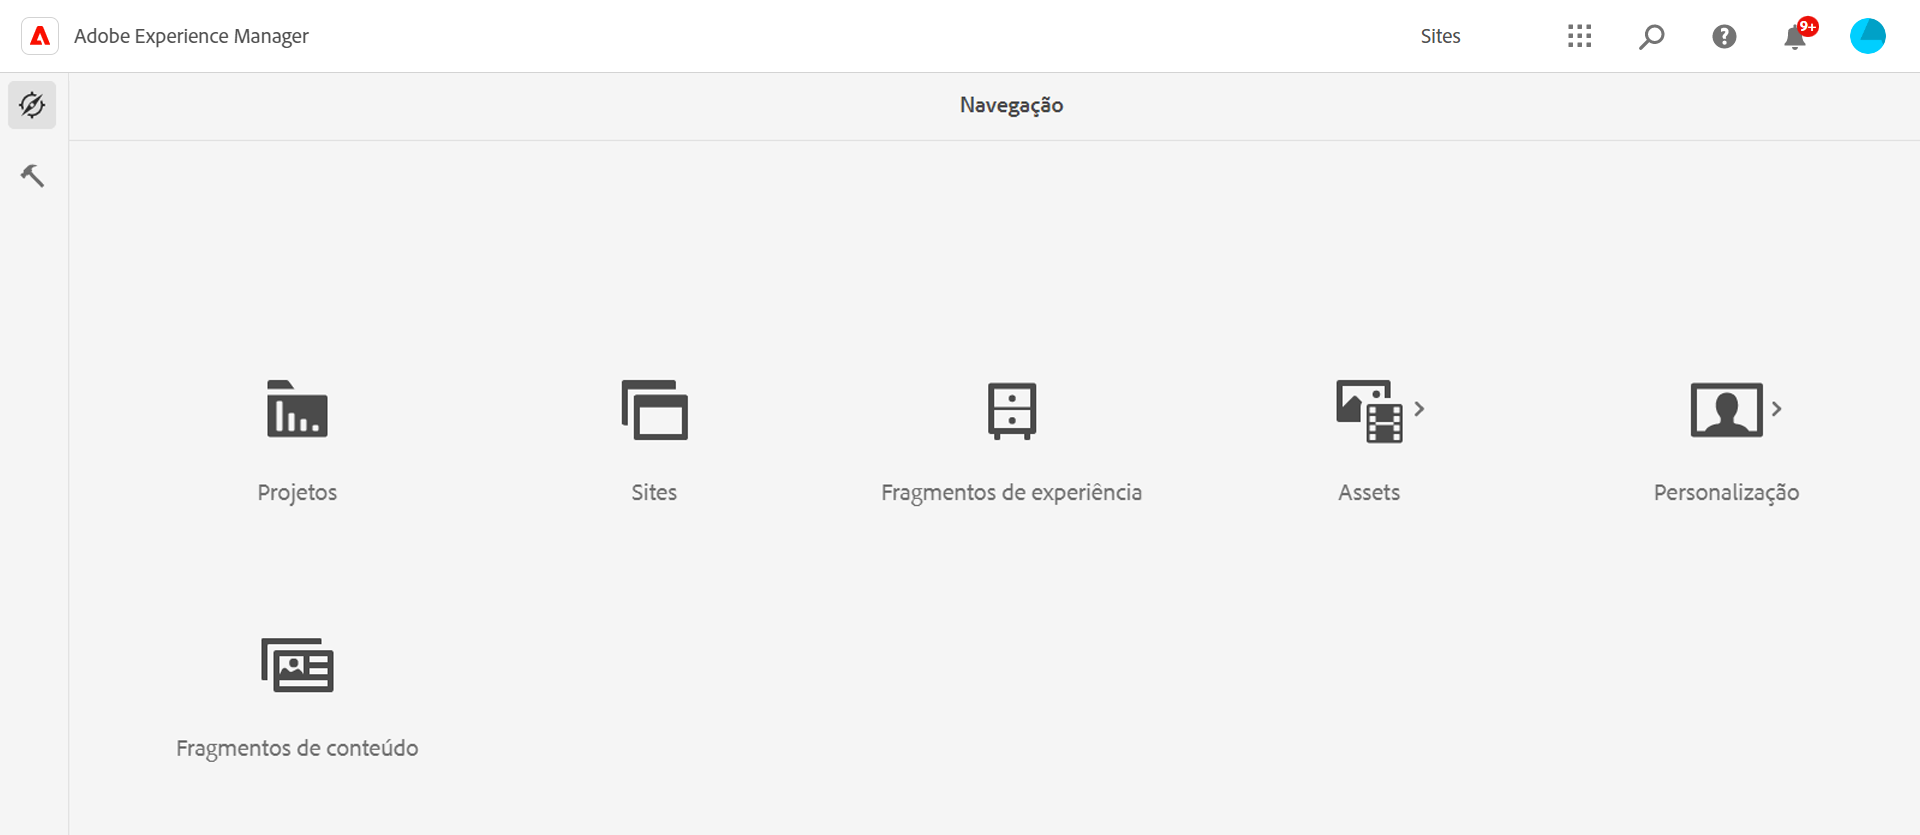 Adobe Experience Manager
Sites
9+
Navegação
Projetos
Sites
Fragmentos de experiência
Assets
Personalização
Fragmentos de conteúdo